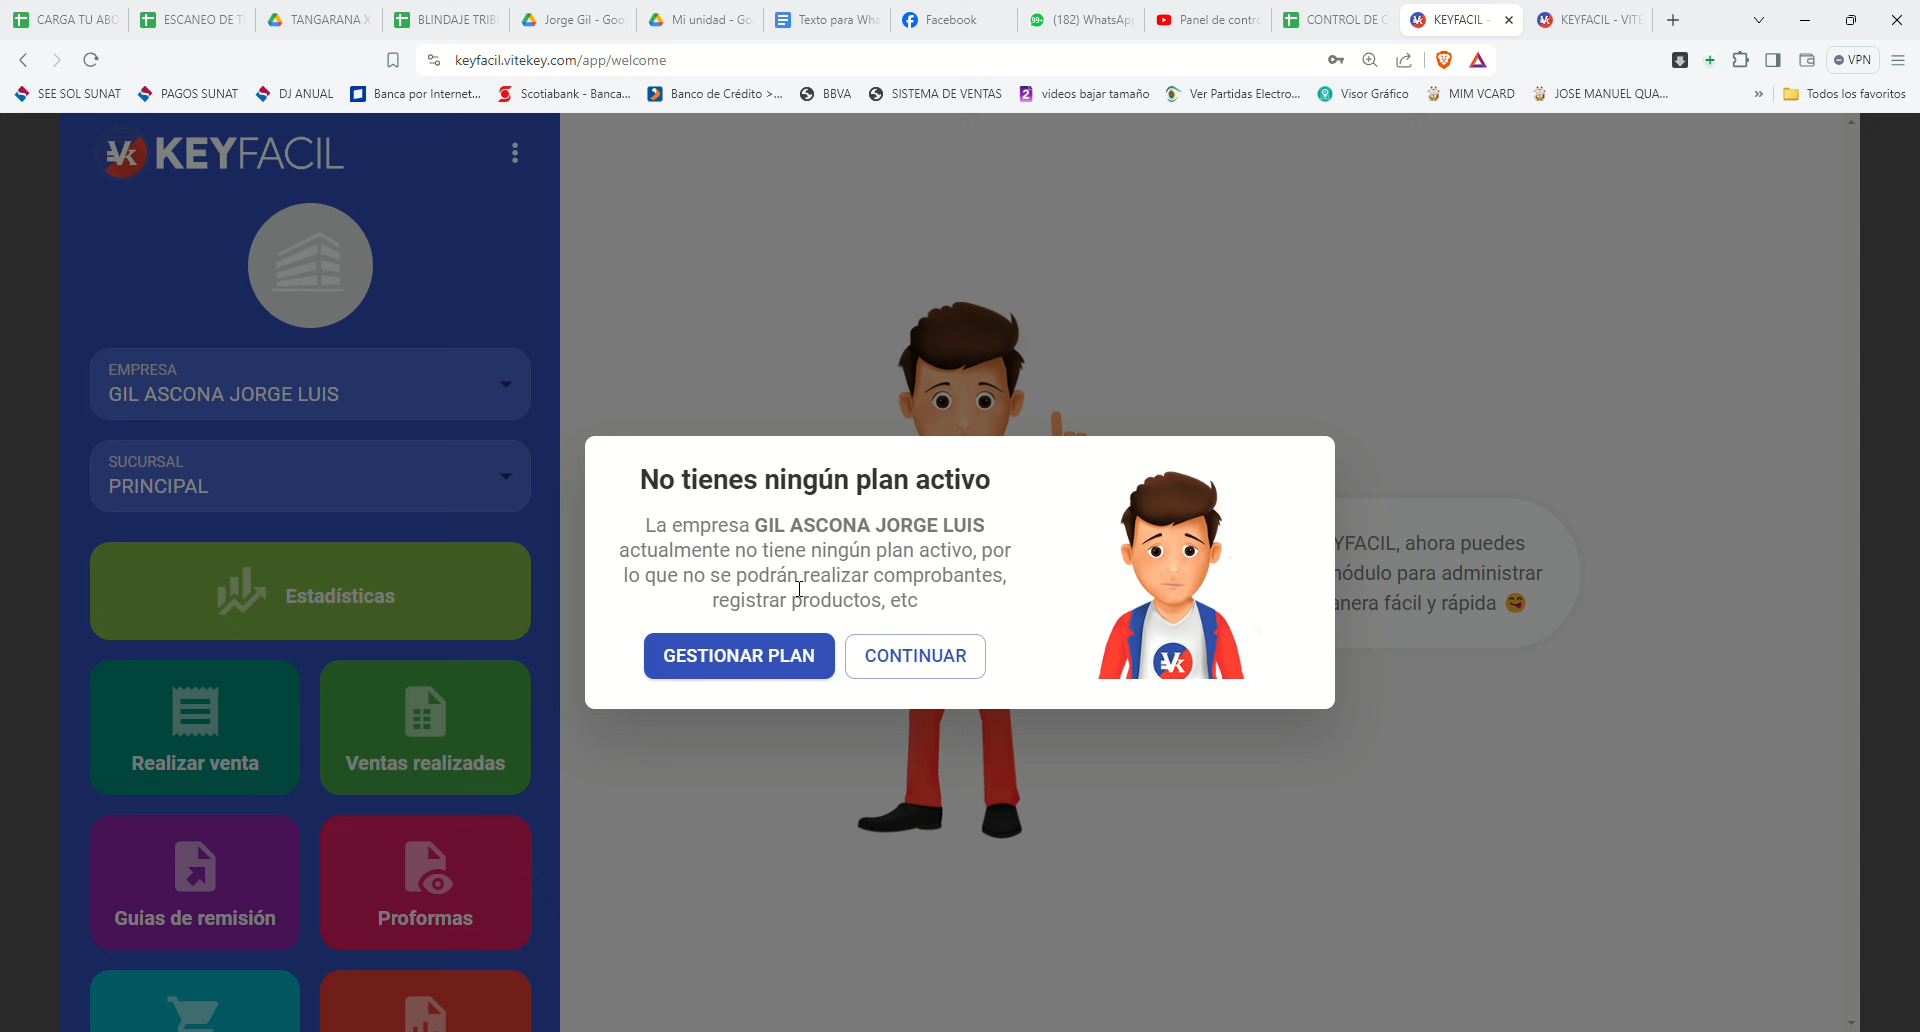 CARGA TU ABC
ESCANEO DE T
TANGARANA X
BLINDAJE TRIB
Jorge Gil - Goo
Mi unidad - Go
Texto para Wha
Facebook
(182) WhatsApp
Panel de contro
CONTROL DE C
KEYFACIL -
KEYFACIL - VITE
keyfacil.vitekey.com/app/welcome
VPN
SEE SOL SUNAT
PAGOS SUNAT
DJ ANUAL
Banca por Internet...
Scotiabank - Banca...
Banco de Crédito >...
BBVA
SISTEMA DE VENTAS
videos bajar tamaño
Ver Partidas Electro...
Visor Gráfico
MIM VCARD
JOSE MANUEL QUA...
»
Todos los favoritos
KEYFACIL
EMPRESA
GIL ASCONA JORGE LUIS
SUCURSAL
PRINCIPAL
Estadísticas
Realizar venta
Ventas realizadas
Guias de remisión
Proformas
No tienes ningún plan activo
La empresa GIL ASCONA JORGE LUIS
actualmente no tiene ningún plan activo, por
lo que no se podrán realizar comprobantes,
registrar productos, etc
GESTIONAR PLAN
CONTINUAR
YFACIL, ahora puedes
módulo para administrar
anera fácil y rápida